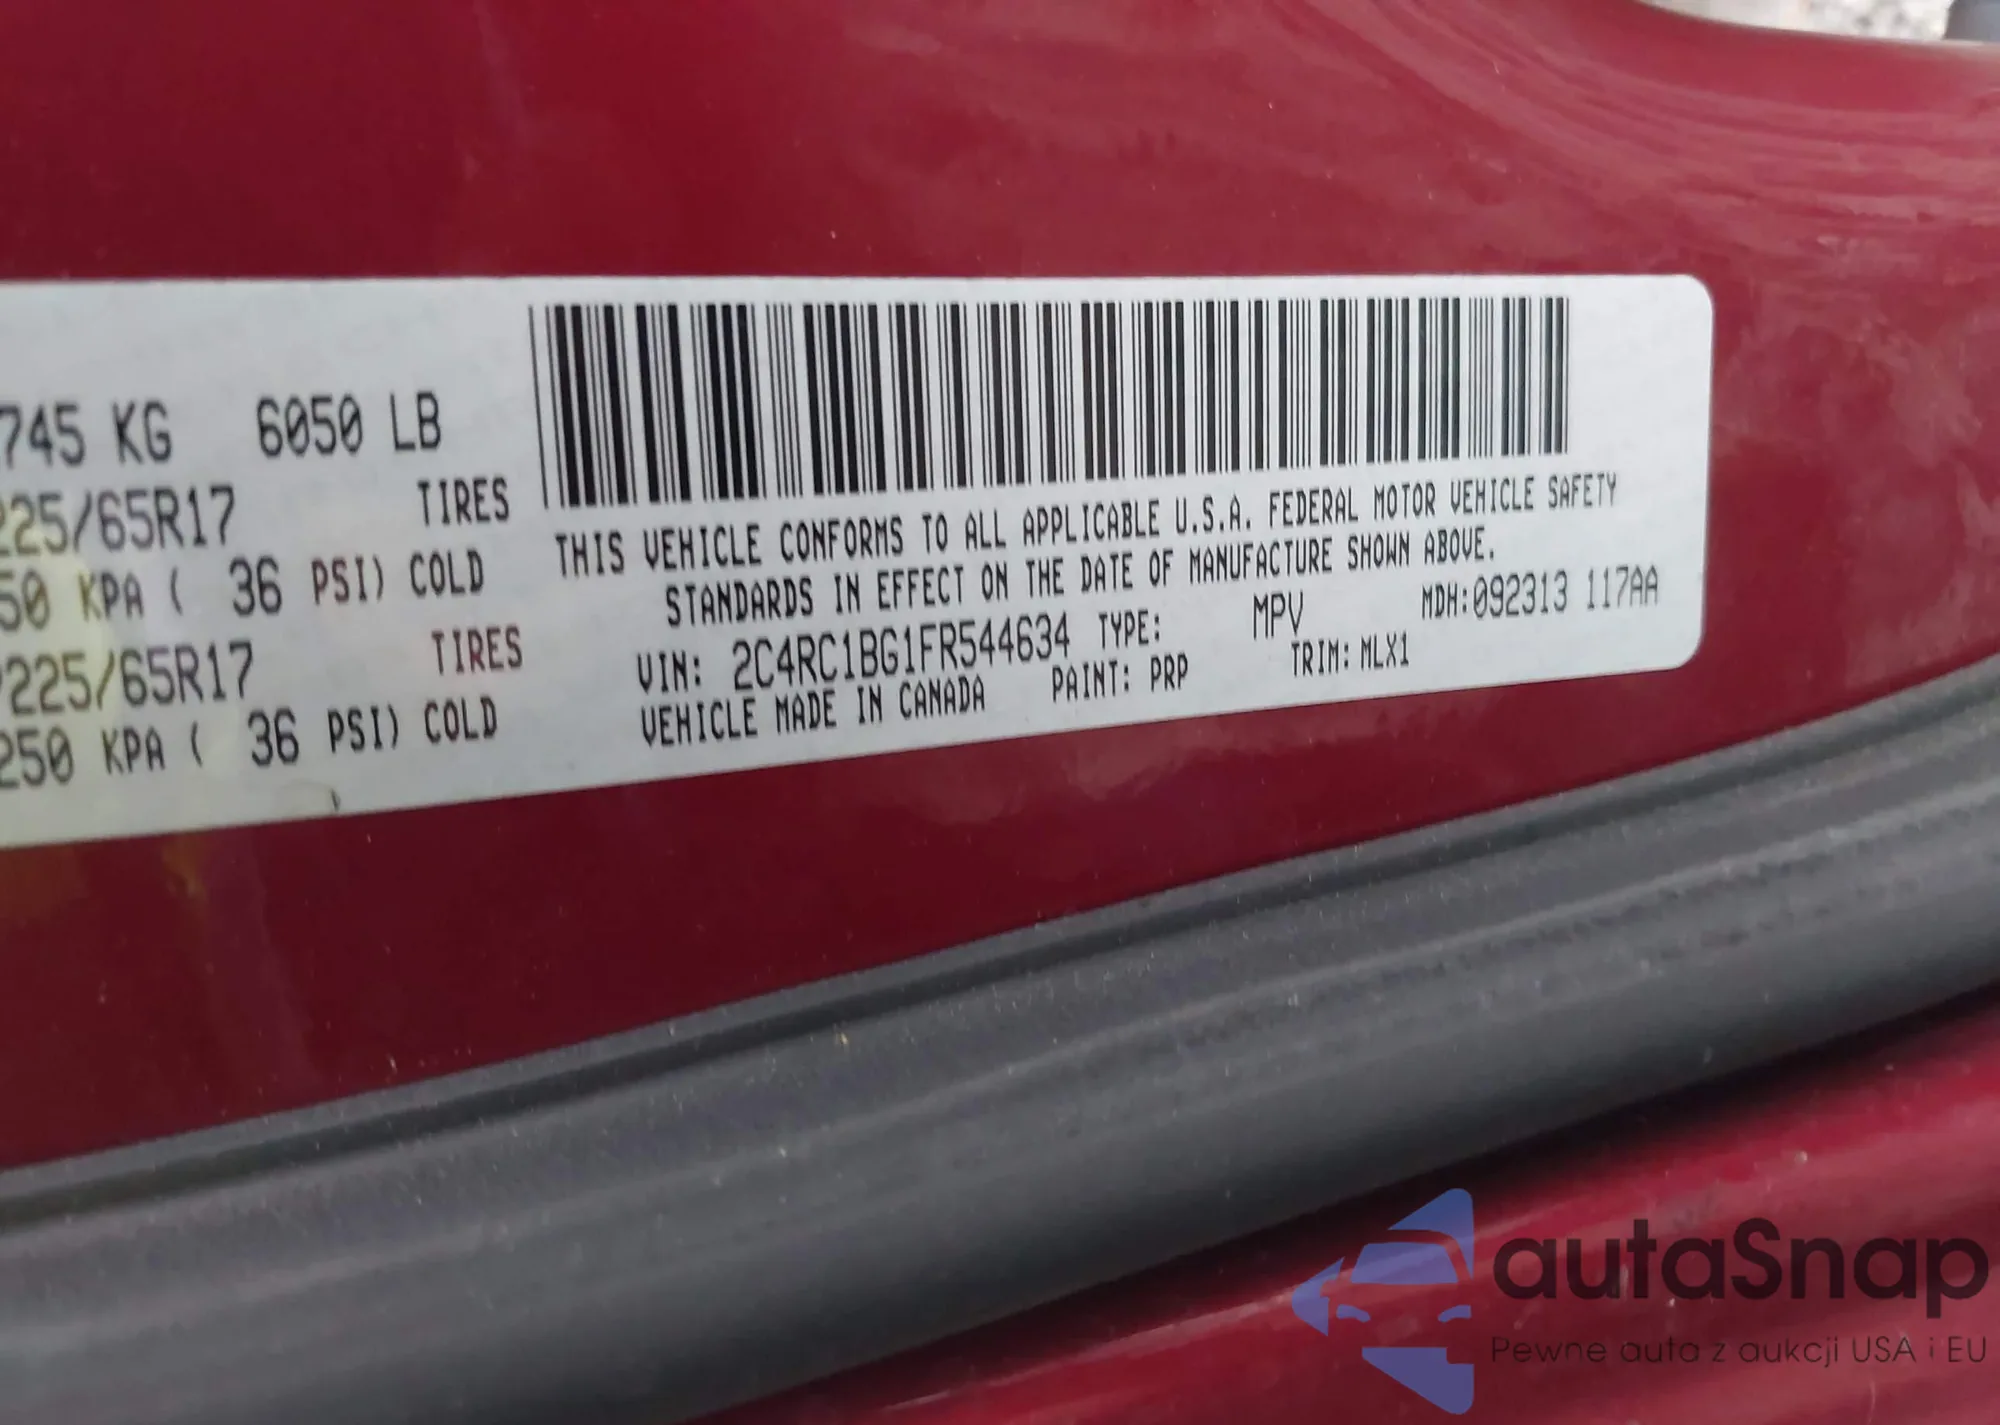 745 KG 6050 LB
225/65R17 TIRES
50 KPA ( 36 PSI) COLD
225/65R17 TIRES
250 KPA ( 36 PSI) COLD
THIS VEHICLE CONFORMS TO ALL APPLICABLE U.S.A. FEDERAL MOTOR VEHICLE SAFETY
STANDARDS IN EFFECT ON THE DATE OF MANUFACTURE SHOWN ABOVE.
VIN: 2C4RC1BG1FR544634 TYPE: MPV MDH:092313 117AA
VEHICLE MADE IN CANADA PAINT: PRP TRIM: MLX1
autaSnap
Pewne auta z aukcji USA i EU